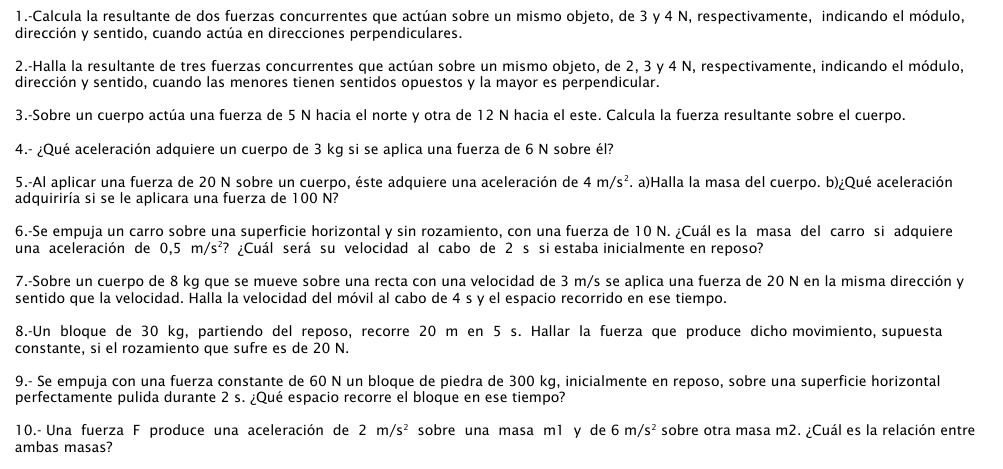 1.-Calcula la resultante de dos fuerzas concurrentes que actúan sobre un mismo objeto, de 3 y 4 N, respectivamente, indicando el módulo,
dirección y sentido, cuando actúa en direcciones perpendiculares.
2.-Halla la resultante de tres fuerzas concurrentes que actúan sobre un mismo objeto, de 2, 3 y 4 N, respectivamente, indicando el módulo,
dirección y sentido, cuando las menores tienen sentidos opuestos y la mayor es perpendicular.
3.-Sobre un cuerpo actúa una fuerza de 5 N hacia el norte y otra de 12 N hacia el este. Calcula la fuerza resultante sobre el cuerpo.
4.- ¿Qué aceleración adquiere un cuerpo de 3 kg si se aplica una fuerza de 6 N sobre él?
5.-Al aplicar una fuerza de 20 N sobre un cuerpo, éste adquiere una aceleración de 4 m/s². a)Halla la masa del cuerpo. b)¿Qué aceleración
adquiriría si se le aplicara una fuerza de 100 N?
6.-Se empuja un carro sobre una superficie horizontal y sin rozamiento, con una fuerza de 10 N. ¿Cuál es la masa del carro si adquiere
una aceleración de 0,5 m/s²? ¿Cuál será su velocidad al cabo de 2 s si estaba inicialmente en reposo?
7.-Sobre un cuerpo de 8 kg que se mueve sobre una recta con una velocidad de 3 m/s se aplica una fuerza de 20 N en la misma dirección y
sentido que la velocidad. Halla la velocidad del móvil al cabo de 4 s y el espacio recorrido en ese tiempo.
8.-Un bloque de 30 kg, partiendo del reposo, recorre 20 m en 5 s. Hallar la fuerza que produce dicho movimiento, supuesta
constante, si el rozamiento que sufre es de 20 N.
9.- Se empuja con una fuerza constante de 60 N un bloque de piedra de 300 kg, inicialmente en reposo, sobre una superficie horizontal
perfectamente pulida durante 2 s. ¿Qué espacio recorre el bloque en ese tiempo?
10.- Una fuerza F produce una aceleración de 2 m/s² sobre una masa m1 y de 6 m/s² sobre otra masa m2. ¿Cuál es la relación entre
ambas masas?